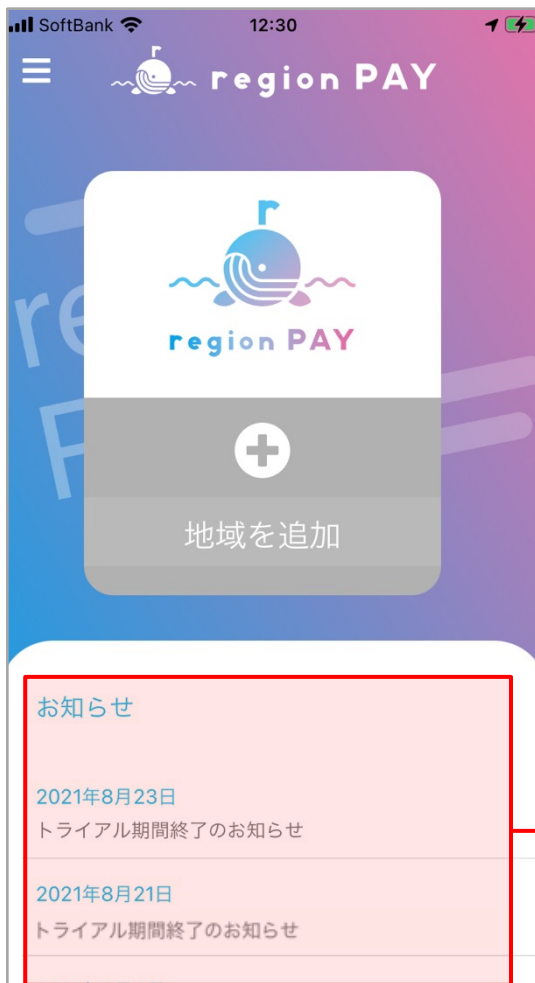 SoftBank 12:30
region PAY
region PAY
地域を追加
お知らせ
2021年8月23日
トライアル期間終了のお知らせ
2021年8月21日
トライアル期間終了のお知らせ